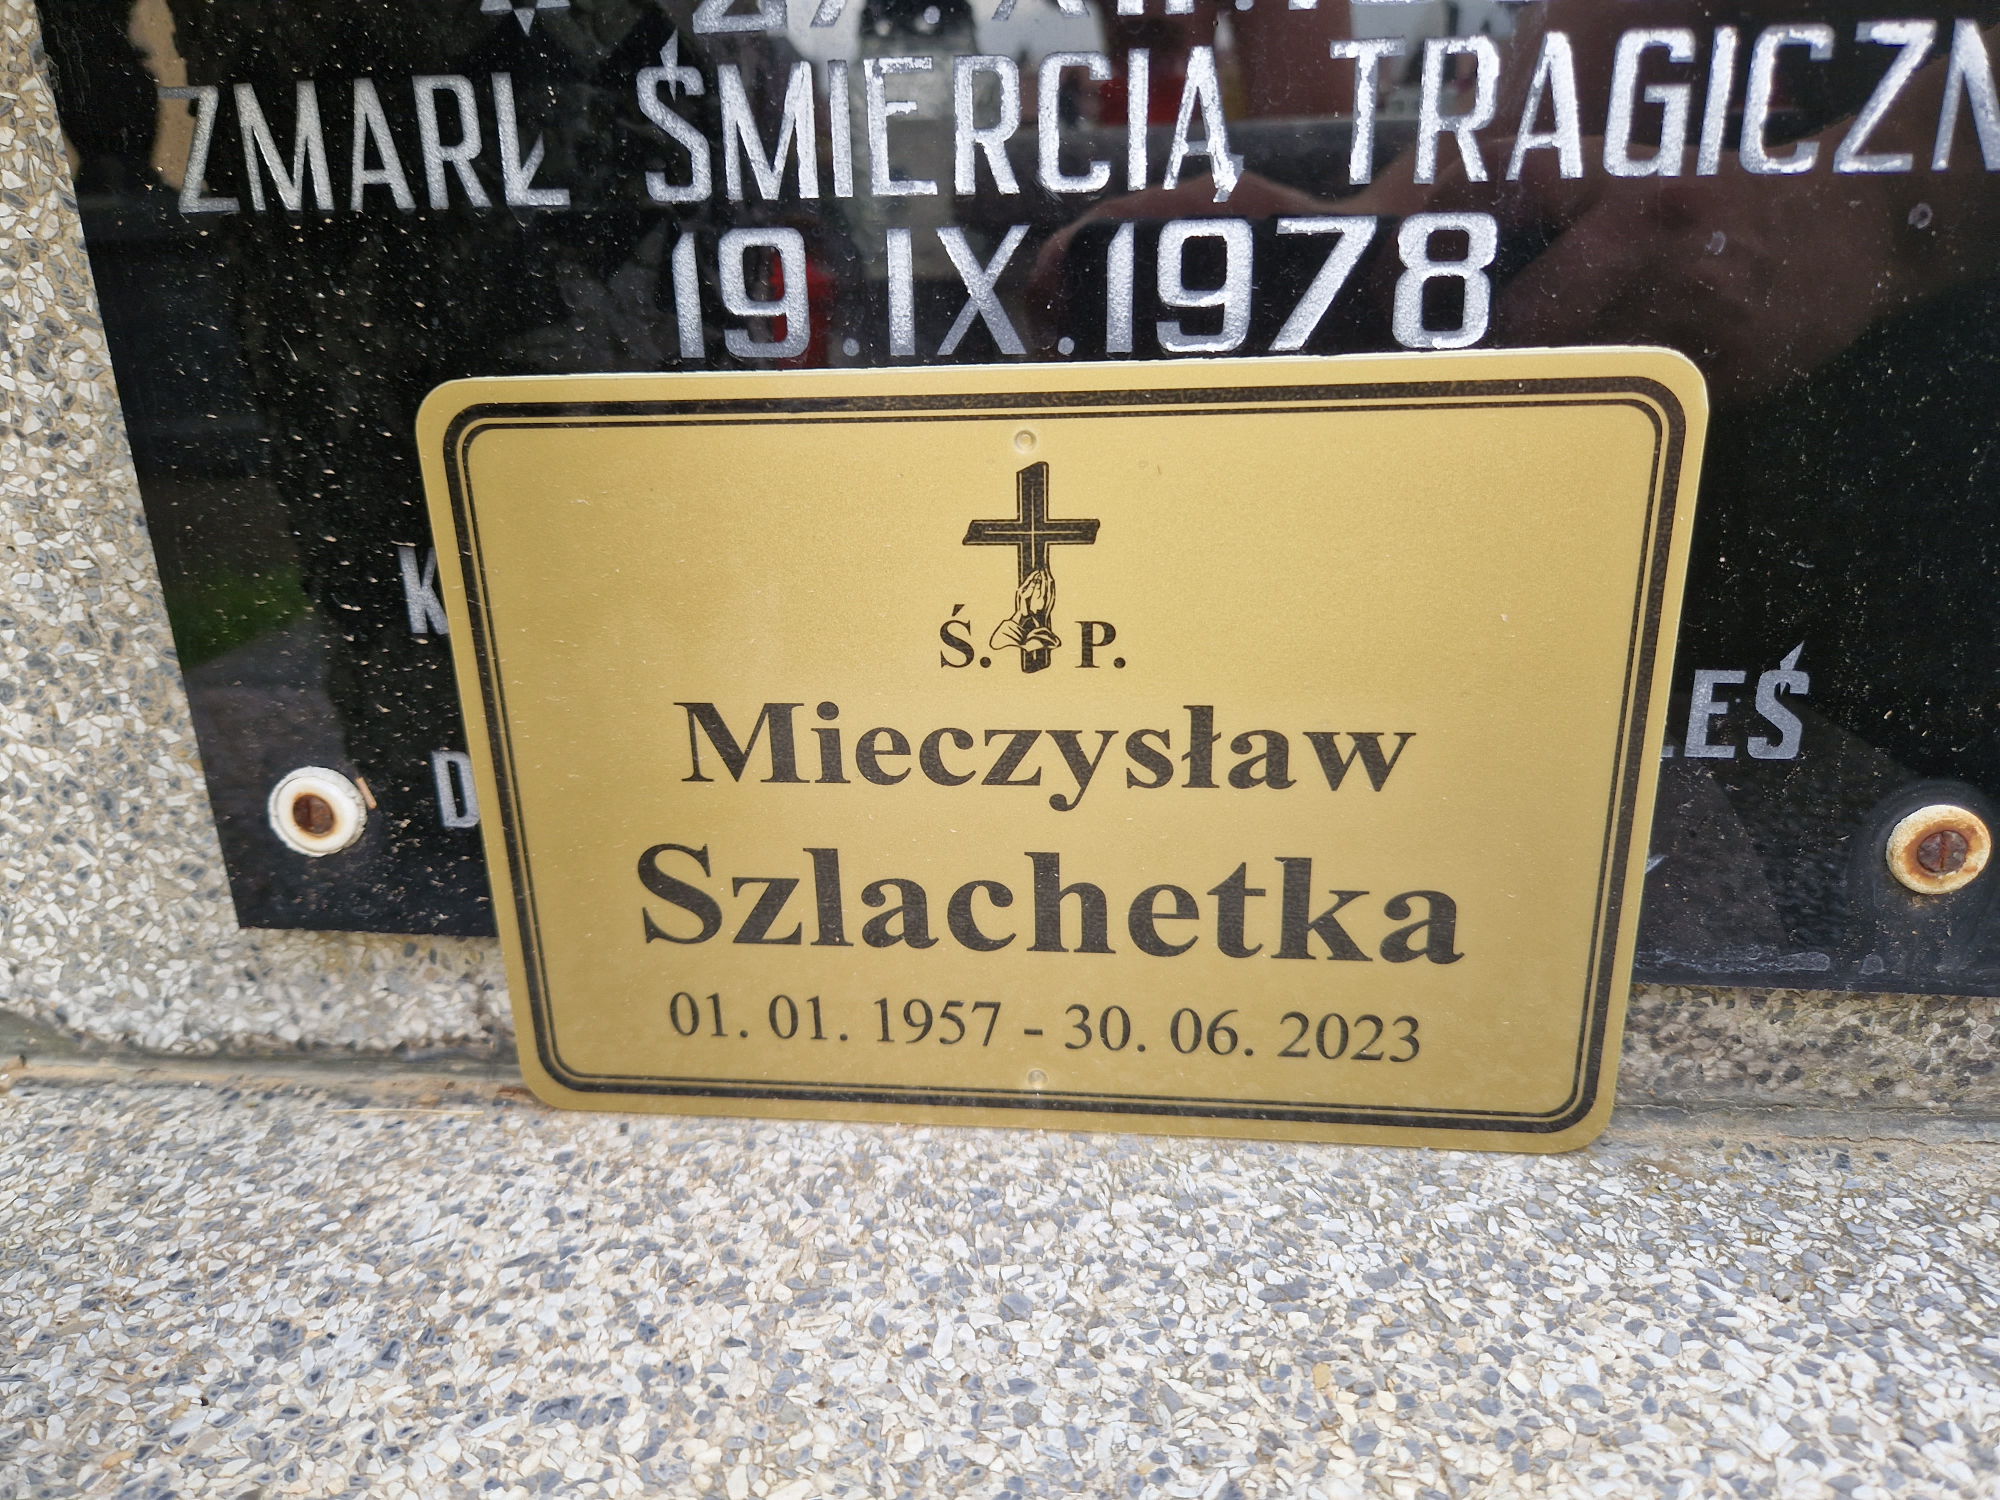 ZMARŁ ŚMIERCIĄ TRAGICZN
19.IX.1978
Ś. P.
Mieczysław
Szlachetka
01. 01. 1957 - 30. 06. 2023